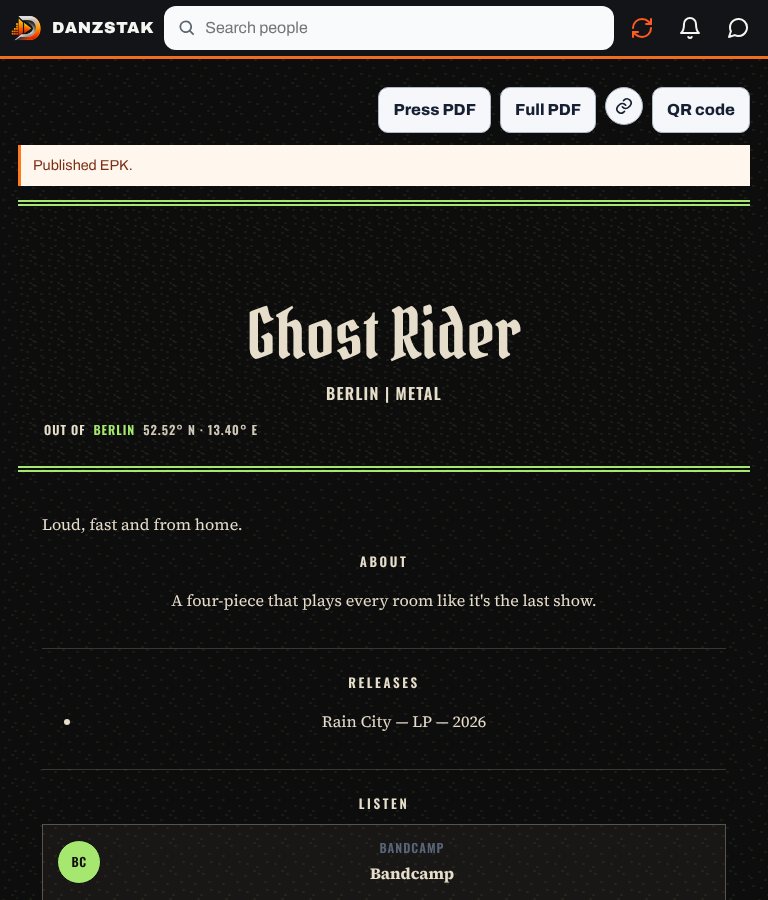 DANZSTAK
Search people
Press PDF
Full PDF
QR code
Published EPK.
Ghost Rider
BERLIN | METAL
OUT OF BERLIN 52.52° N · 13.40° E
Loud, fast and from home.
ABOUT
A four-piece that plays every room like it's the last show.
RELEASES
• Rain City — LP — 2026
LISTEN
BC
BANDCAMP
Bandcamp